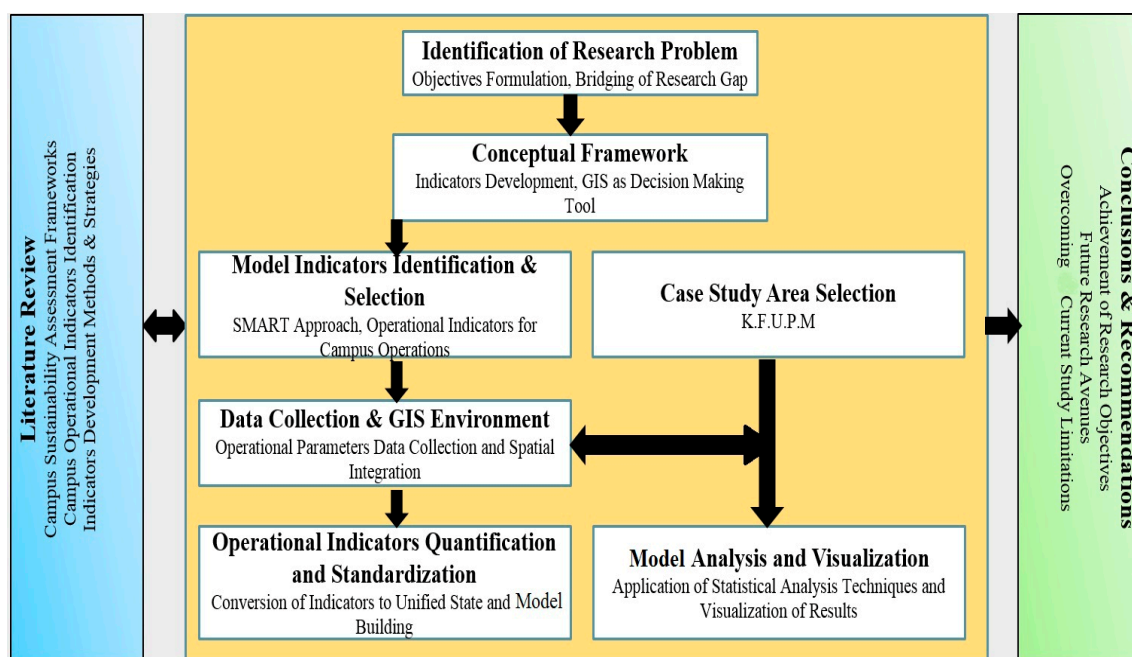 Literature Review
Campus Sustainability Assessment Frameworks
Campus Operational Indicators Identification
Indicators Development Methods & Strategies
Identification of Research Problem
Objectives Formulation, Bridging of Research Gap
Conceptual Framework
Indicators Development, GIS as Decision Making
Tool
Model Indicators Identification &
Selection
SMART Approach, Operational Indicators for
Campus Operations
Case Study Area Selection
K.F.U.P.M
Data Collection & GIS Environment
Operational Parameters Data Collection and Spatial
Integration
Operational Indicators Quantification
and Standardization
Conversion of Indicators to Unified State and Model
Building
Model Analysis and Visualization
Application of Statistical Analysis Techniques and
Visualization of Results
Conclusions & Recommendations
Achievement of Research Objectives
Future Research Avenues
Overcoming Current Study Limitations